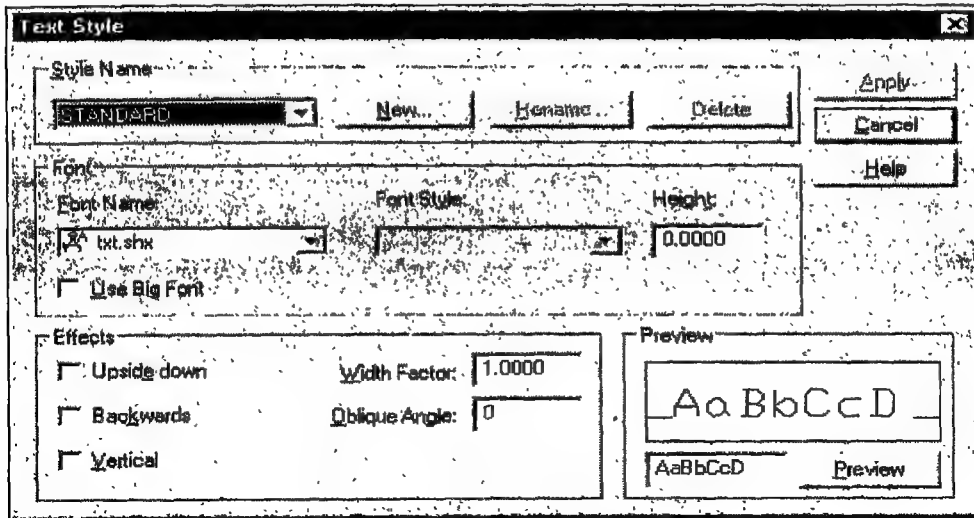 Text Style
Style Name
STANDARD
New...
Rename...
Delete
Apply
Cancel
Help
Font
Font Name:
Font Style:
Height:
txt.shx
0.0000
Use Big Font
Effects
Upside down
Width Factor: 1.0000
Backwards
Oblique Angle: 0
Vertical
Preview
AaBbCcD
AaBbCcD
Preview